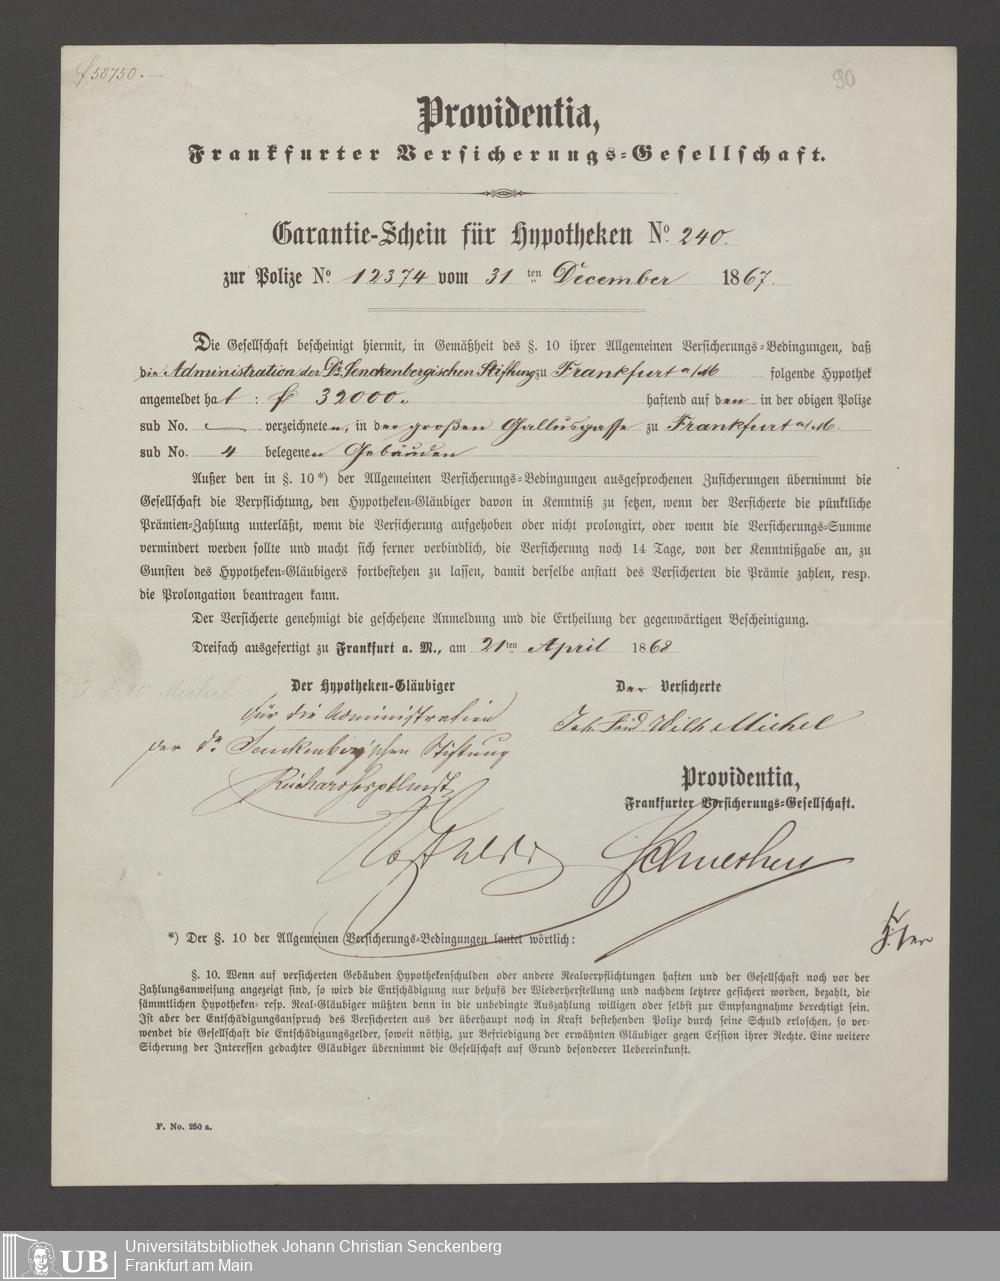 f 58750.—
90
Providentia,
Frankfurter Versicherungs-Gesellschaft.
Garantie-Schein für Hypotheken No. 240.
zur Polize No. 12374 vom 31ten December 1867.
Die Gesellschaft bescheinigt hiermit, in Gemäßheit des §. 10 ihrer Allgemeinen Versicherungs-Bedingungen, daß
die Administration der Dr. Senckenbergischen Stiftung zu Frankfurt a/M folgende Hypothek
angemeldet hat : f 32000. haftend auf den in der obigen Polize
sub No. — verzeichneten, in der großen Gallusgasse zu Frankfurt a/M.
sub No. 4 belegenen Gebäuden
Außer den in §. 10 *) der Allgemeinen Versicherungs-Bedingungen ausgesprochenen Zusicherungen übernimmt die
Gesellschaft die Verpflichtung, den Hypotheken-Gläubiger davon in Kenntniß zu setzen, wenn der Versicherte die pünktliche
Prämien-Zahlung unterläßt, wenn die Versicherung aufgehoben oder nicht prolongirt, oder wenn die Versicherungs-Summe
vermindert werden sollte und macht sich ferner verbindlich, die Versicherung noch 14 Tage, von der Kenntnißgabe an, zu
Gunsten des Hypotheken-Gläubigers fortbestehen zu lassen, damit derselbe anstatt des Versicherten die Prämie zahlen, resp.
die Prolongation beantragen kann.
Der Versicherte genehmigt die geschehene Anmeldung und die Ertheilung der gegenwärtigen Bescheinigung.
Dreifach ausgefertigt zu Frankfurt a. M., am 21ten April 1868
Der Hypotheken-Gläubiger
für die Administration
der Dr. Senckenberg'schen Stiftung
Der Versicherte
Joh. Ferd. Wilh. Michel
Providentia,
Frankfurter Versicherungs-Gesellschaft.
*) Der §. 10 der Allgemeinen Versicherungs-Bedingungen lautet wörtlich:
§. 10. Wenn auf versicherten Gebäuden Hypothekenschulden oder andere Realverpflichtungen haften und der Gesellschaft noch vor der
Zahlungsanweisung angezeigt sind, so wird die Entschädigung nur behufs der Wiederherstellung und nachdem letztere gesichert worden, bezahlt, die
sämmtlichen Hypotheken- resp. Real-Gläubiger müßten denn in die unbedingte Auszahlung willigen oder selbst zur Empfangnahme berechtigt sein.
Ist aber der Entschädigungsanspruch des Versicherten aus der überhaupt noch in Kraft bestehenden Polize durch seine Schuld erloschen, so ver-
wendet die Gesellschaft die Entschädigungsgelder, soweit nöthig, zur Befriedigung der erwähnten Gläubiger gegen Cession ihrer Rechte. Eine weitere
Sicherung der Interessen gedachter Gläubiger übernimmt die Gesellschaft auf Grund besonderer Uebereinkunft.
F. No. 250 a.
UB
Universitätsbibliothek Johann Christian Senckenberg
Frankfurt am Main